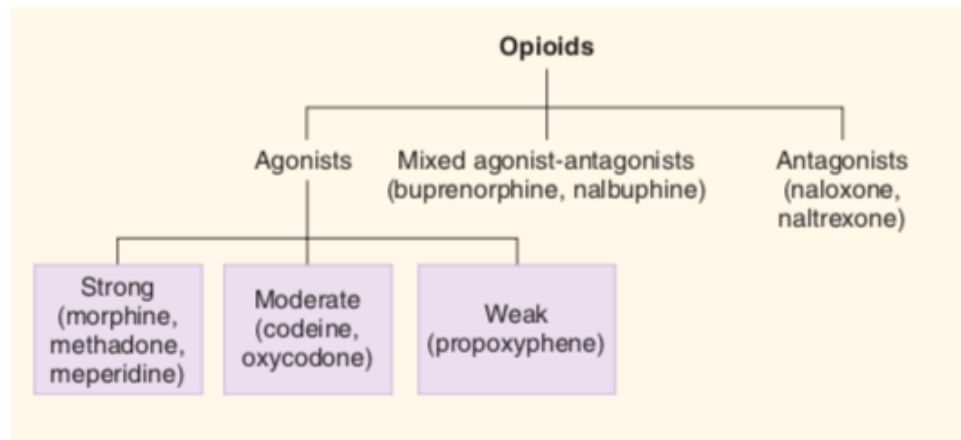 Opioids
Agonists
Mixed agonist-antagonists
(buprenorphine, nalbuphine)
Antagonists
(naloxone,
naltrexone)
Strong
(morphine,
methadone,
meperidine)
Moderate
(codeine,
oxycodone)
Weak
(propoxyphene)